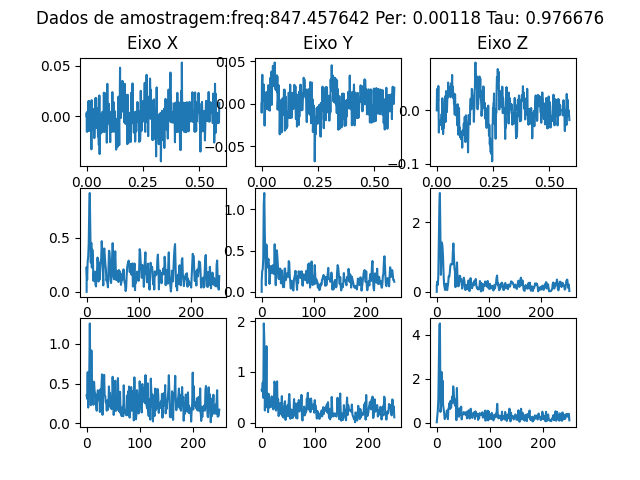 Dados de amostragem:freq:847.457642 Per: 0.00118 Tau: 0.976676
Eixo X Eixo Y Eixo Z
0.05 0.00
0.05 0.00 −0.05
0.0 −0.1
0.00 0.25 0.50 0.00 0.25 0.50 0.00 0.25 0.50
0.5 0.0
1.0 0.5 0.0
2 0
0 100 200 0 100 200 0 100 200
1.0 0.5 0.0
2 1 0
4 2 0
0 100 200 0 100 200 0 100 200